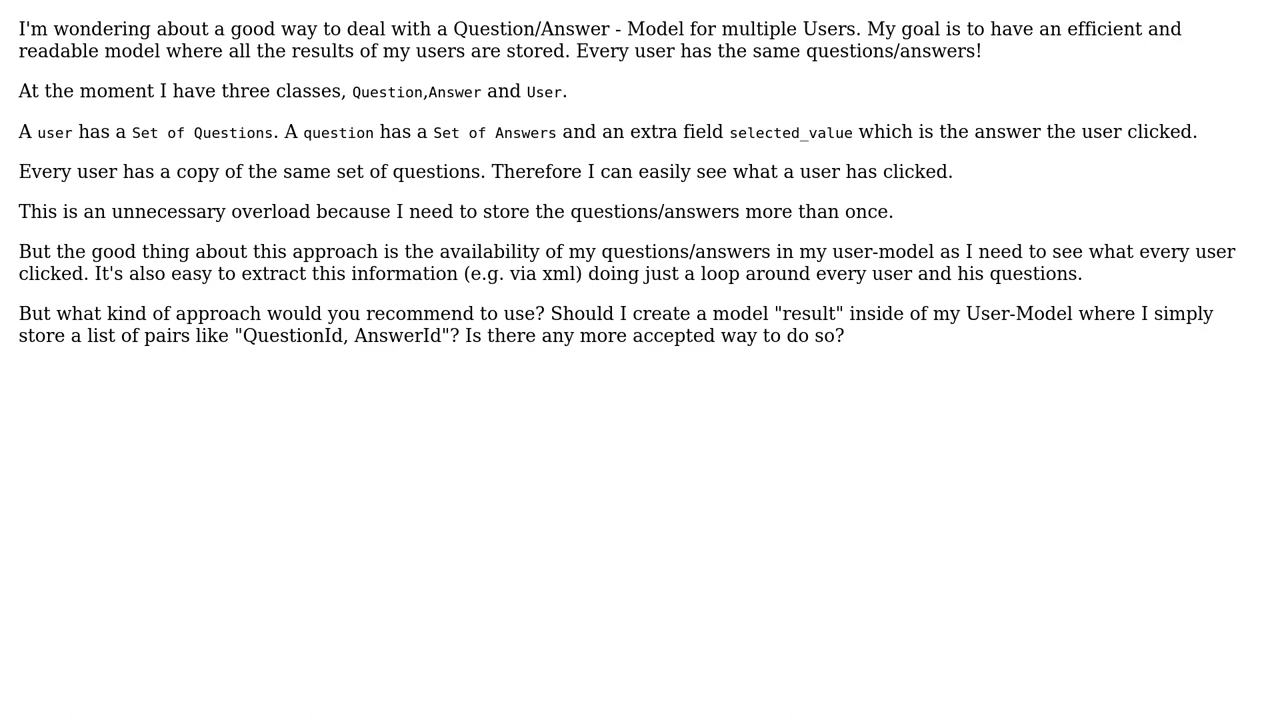 I'm wondering about a good way to deal with a Question/Answer - Model for multiple Users. My goal is to have an efficient and
readable model where all the results of my users are stored. Every user has the same questions/answers!
At the moment I have three classes, Question,Answer and User.
A user has a Set of Questions. A question has a Set of Answers and an extra field selected_value which is the answer the user clicked.
Every user has a copy of the same set of questions. Therefore I can easily see what a user has clicked.
This is an unnecessary overload because I need to store the questions/answers more than once.
But the good thing about this approach is the availability of my questions/answers in my user-model as I need to see what every user
clicked. It's also easy to extract this information (e.g. via xml) doing just a loop around every user and his questions.
But what kind of approach would you recommend to use? Should I create a model "result" inside of my User-Model where I simply
store a list of pairs like "QuestionId, AnswerId"? Is there any more accepted way to do so?